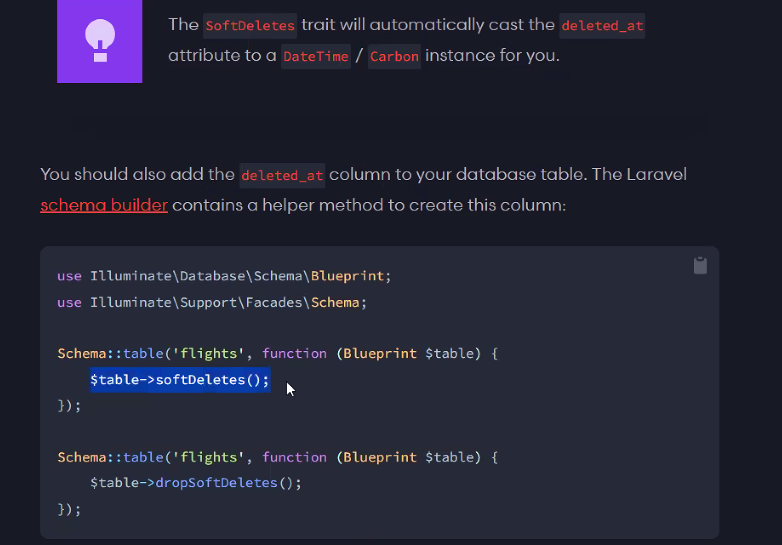 The SoftDeletes trait will automatically cast the deleted_at
attribute to a DateTime / Carbon instance for you.
You should also add the deleted_at column to your database table. The Laravel
schema builder contains a helper method to create this column:
use Illuminate\Database\Schema\Blueprint;
use Illuminate\Support\Facades\Schema;
Schema::table('flights', function (Blueprint $table) {
    $table->softDeletes();
});
Schema::table('flights', function (Blueprint $table) {
    $table->dropSoftDeletes();
});